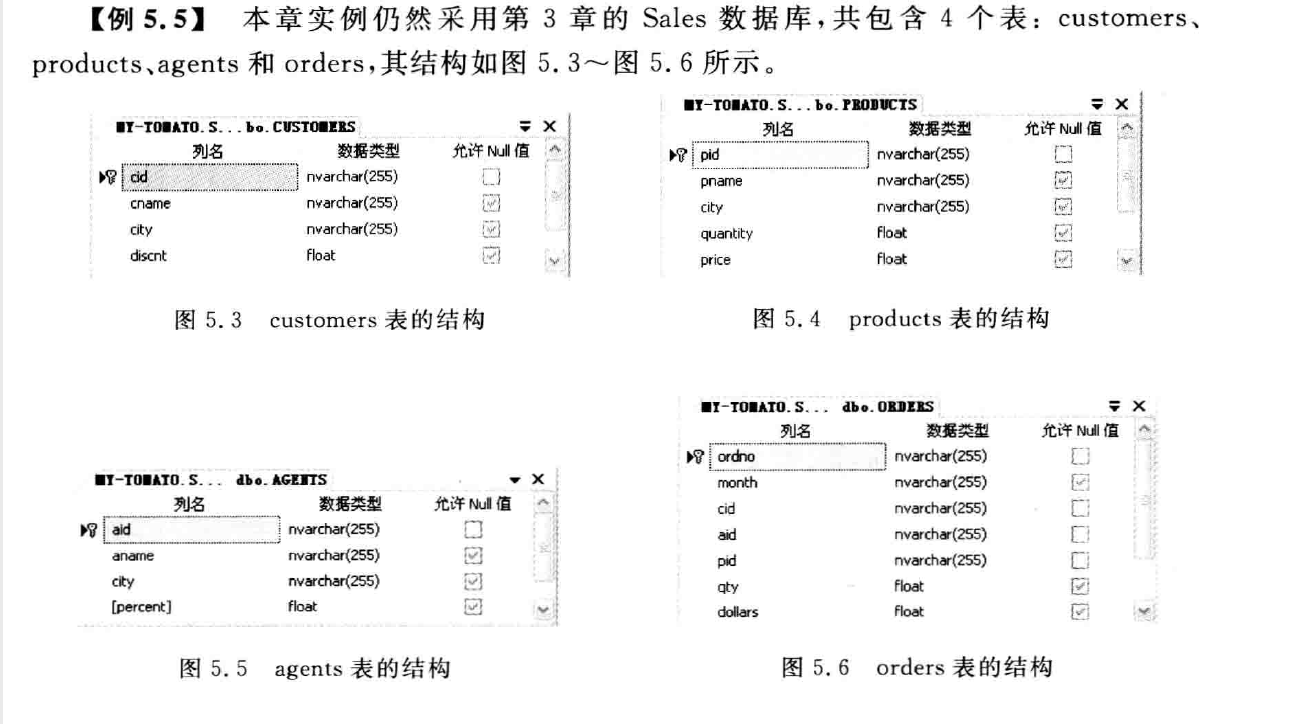 【例 5.5】 本章实例仍然采用第 3 章的 Sales 数据库,共包含 4 个表: customers、
products、agents 和 orders,其结构如图 5.3~图 5.6 所示。
MY-TOMATO.S...bo.CUSTOMERS
列名 数据类型 允许 Null 值
cid nvarchar(255)
cname nvarchar(255)
city nvarchar(255)
discnt float
图 5.3 customers 表的结构
MY-TOMATO.S...bo.PRODUCTS
列名 数据类型 允许 Null 值
pid nvarchar(255)
pname nvarchar(255)
city nvarchar(255)
quantity float
price float
图 5.4 products 表的结构
MY-TOMATO.S... dbo.AGENTS
列名 数据类型 允许 Null 值
aid nvarchar(255)
aname nvarchar(255)
city nvarchar(255)
[percent] float
图 5.5 agents 表的结构
MY-TOMATO.S... dbo.ORDERS
列名 数据类型 允许 Null 值
ordno nvarchar(255)
month nvarchar(255)
cid nvarchar(255)
aid nvarchar(255)
pid nvarchar(255)
qty float
dollars float
图 5.6 orders 表的结构